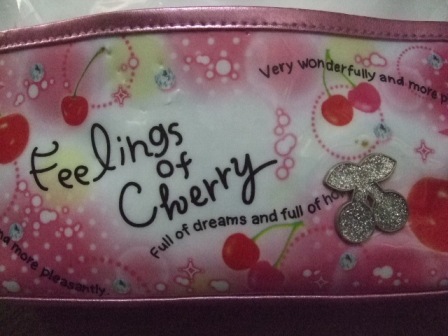 Very wonderfully and more
Feelings
of
Cherry
Full of dreams and full of
more pleasantly